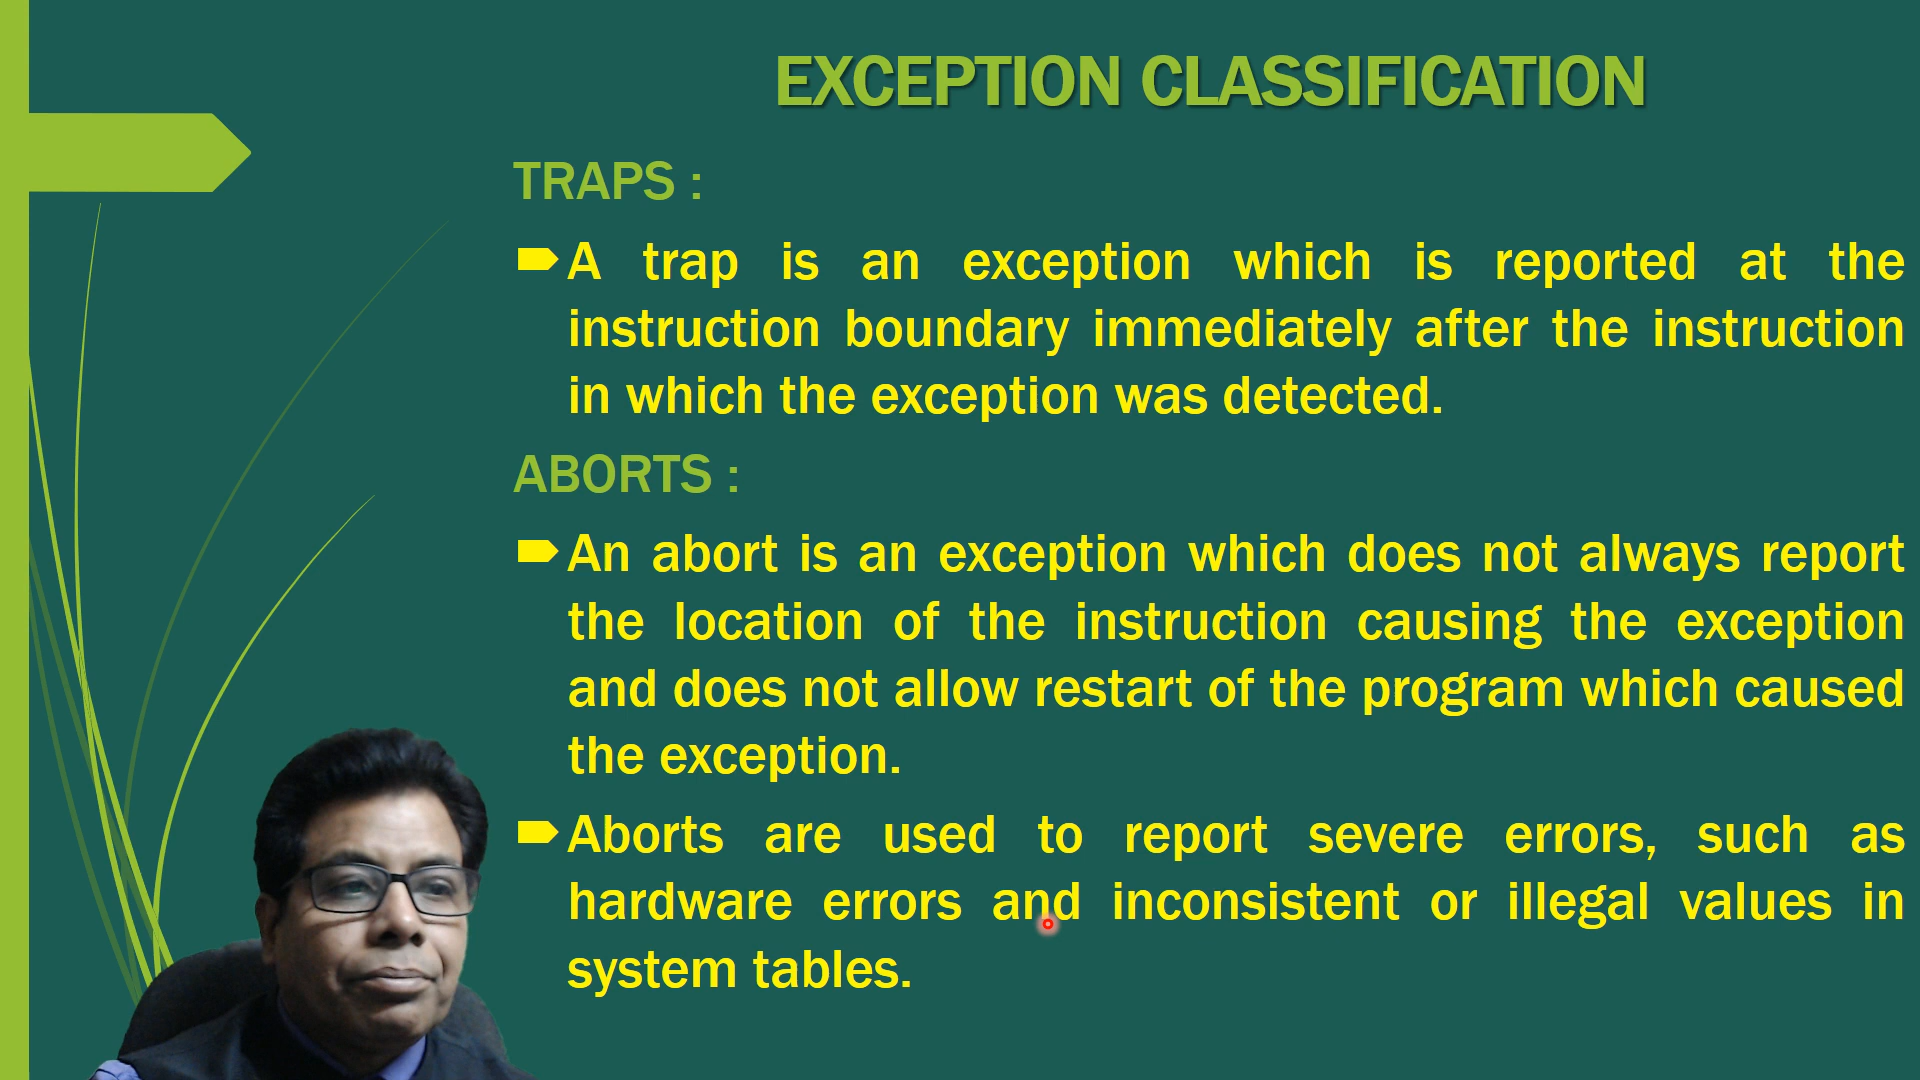 EXCEPTION CLASSIFICATION
TRAPS :
A trap is an exception which is reported at the
instruction boundary immediately after the instruction
in which the exception was detected.
ABORTS :
An abort is an exception which does not always report
the location of the instruction causing the exception
and does not allow restart of the program which caused
the exception.
Aborts are used to report severe errors, such as
hardware errors and inconsistent or illegal values in
system tables.